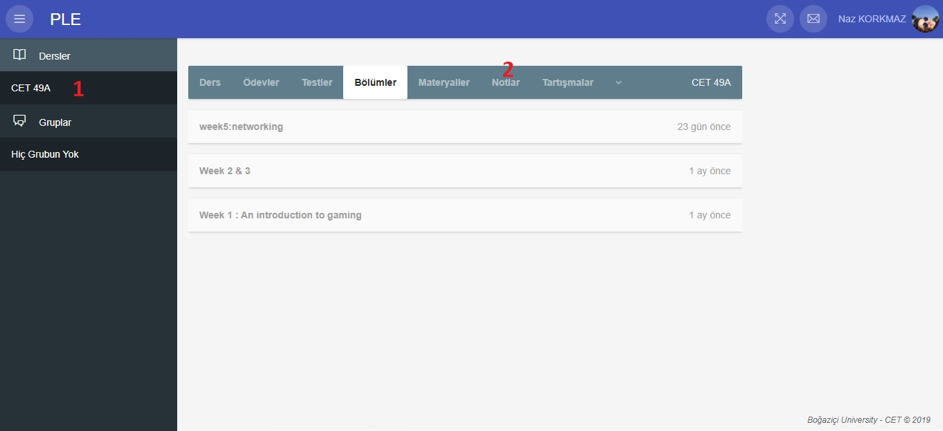 PLE
Naz KORKMAZ
Dersler
CET 49A 1
Gruplar
Hiç Grubun Yok
2
Ders Ödevler Testler Bölümler Materyaller Notlar Tartışmalar CET 49A
week5:networking 23 gün önce
Week 2 & 3 1 ay önce
Week 1 : An introduction to gaming 1 ay önce
Boğaziçi University - CET © 2019